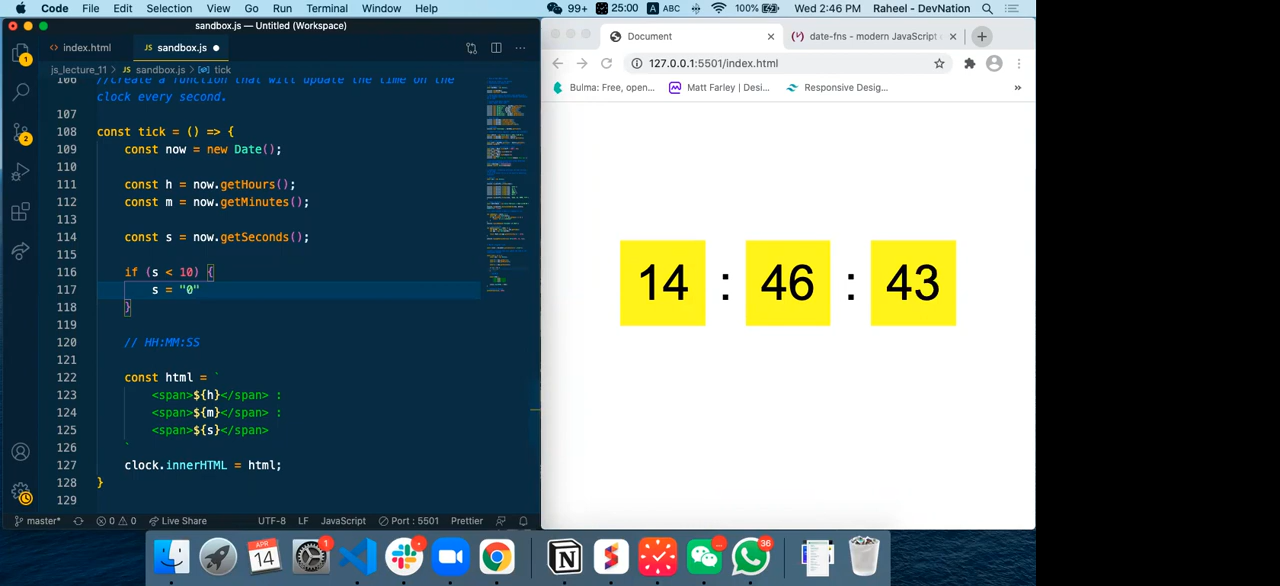 Code File Edit Selection View Go Run Terminal Window Help
99+ 25:00 A ABC 100% Wed 2:46 PM Raheel - DevNation
sandbox.js — Untitled (Workspace)
index.html
JS sandbox.js
js_lecture_11 > JS sandbox.js > tick
106 //create a function that will update the time on the
clock every second.
107
108 const tick = () => {
109 const now = new Date();
110
111 const h = now.getHours();
112 const m = now.getMinutes();
113
114 const s = now.getSeconds();
115
116 if (s < 10) {
117 s = "0"
118 }
119
120 // HH:MM:SS
121
122 const html = `
123 <span>${h}</span> :
124 <span>${m}</span> :
125 <span>${s}</span>
126 `
127 clock.innerHTML = html;
128 }
129
master* 0 0 Live Share UTF-8 LF JavaScript Port : 5501 Prettier
1
2
Document
date-fns - modern JavaScript
127.0.0.1:5501/index.html
Bulma: Free, open... Matt Farley | Desi... Responsive Desig... »
14 : 46 : 43
APR
14
1
36